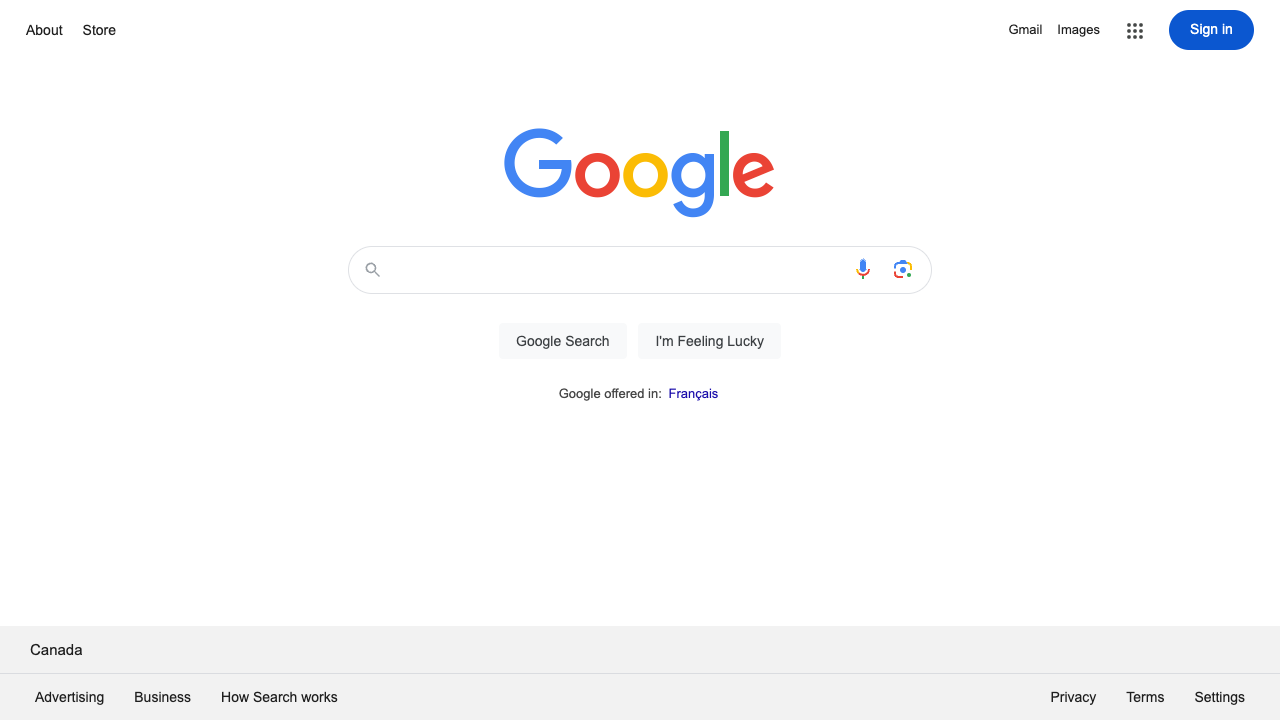 About Store Gmail Images Sign in
Google
Google Search I'm Feeling Lucky
Google offered in: Français
Canada
Advertising Business How Search works Privacy Terms Settings